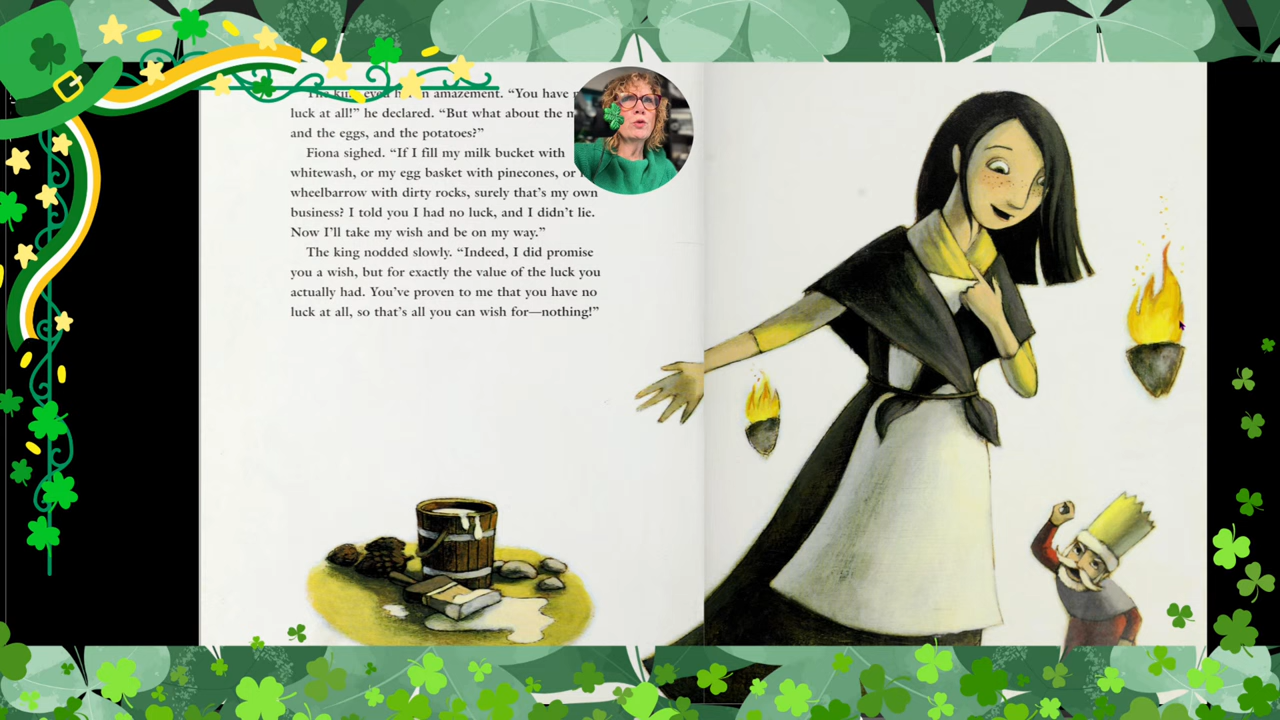 The king eyed her in amazement. "You have
luck at all!" he declared. "But what about the
and the eggs, and the potatoes?"
Fiona sighed. "If I fill my milk bucket with
whitewash, or my egg basket with pinecones, or
wheelbarrow with dirty rocks, surely that's my own
business? I told you I had no luck, and I didn't lie.
Now I'll take my wish and be on my way."
The king nodded slowly. "Indeed, I did promise
you a wish, but for exactly the value of the luck you
actually had. You've proven to me that you have no
luck at all, so that's all you can wish for—nothing!"